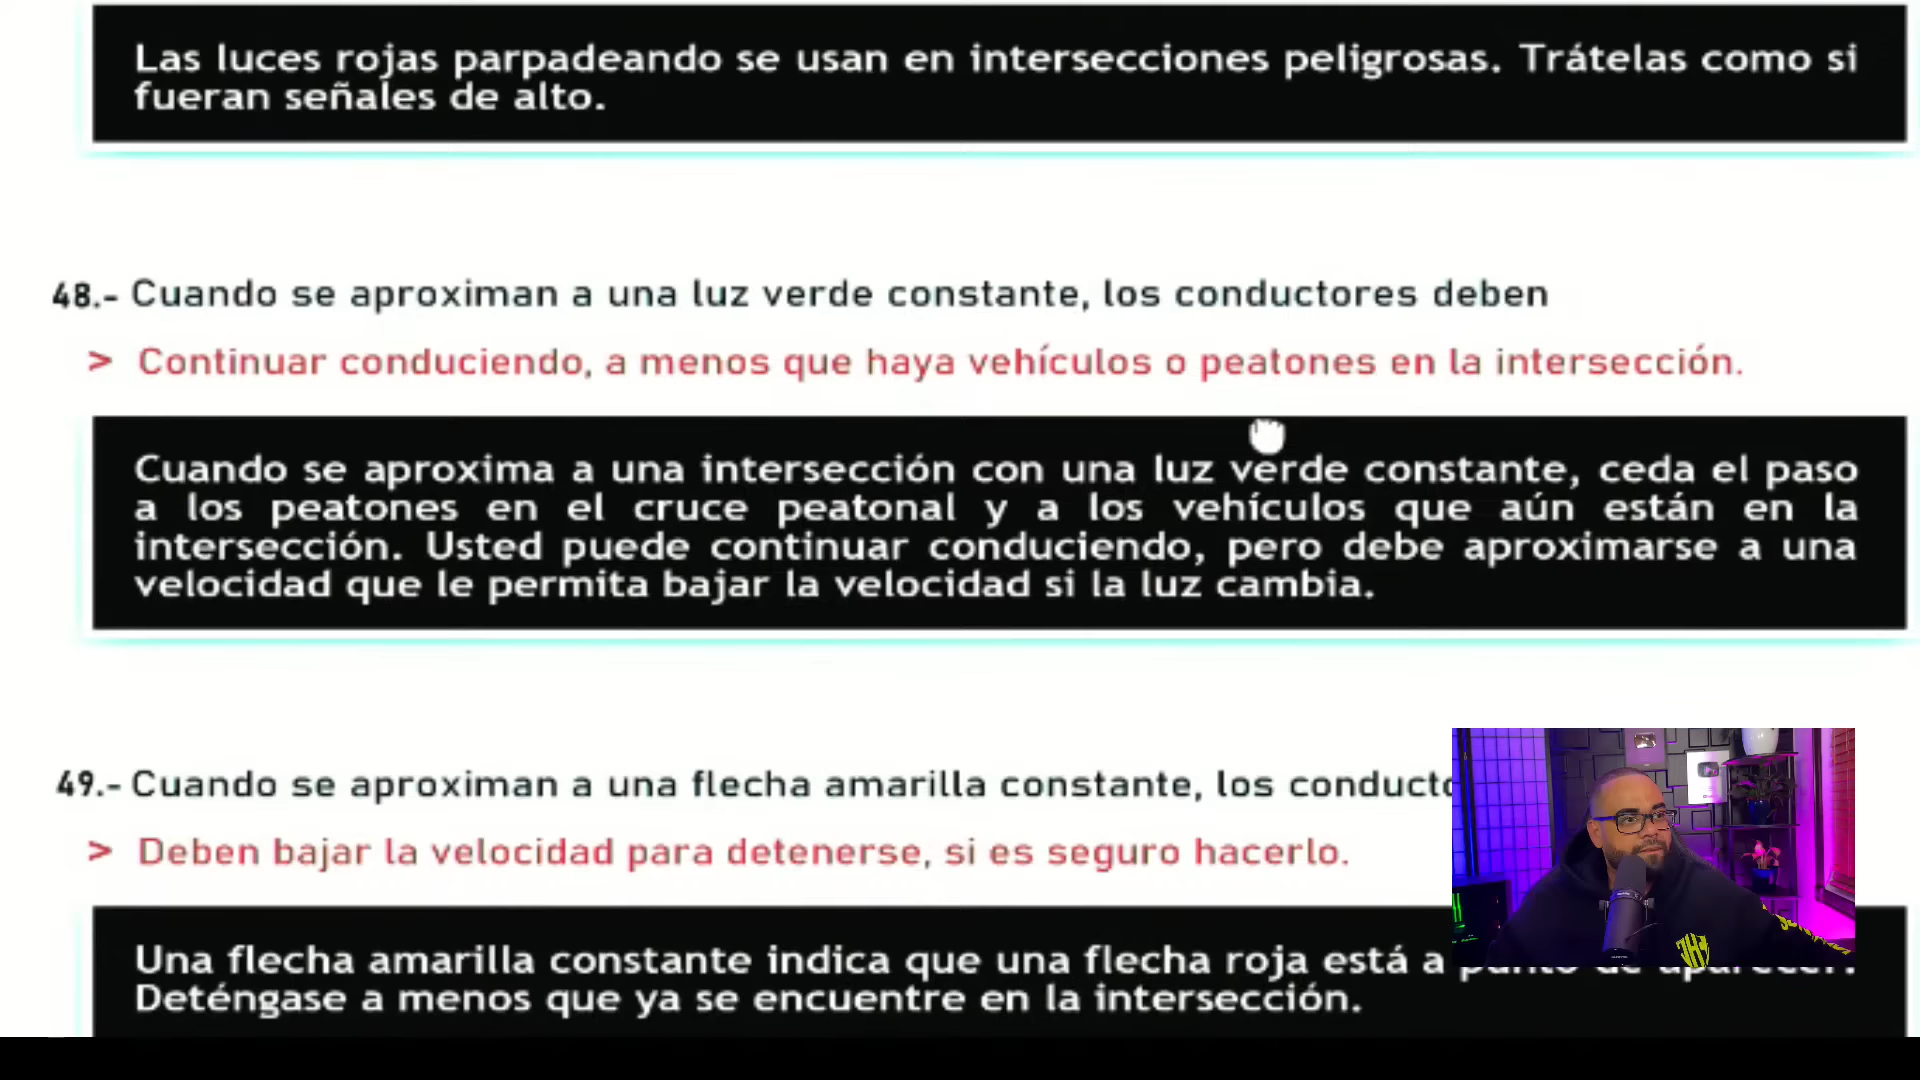 Las luces rojas parpadeando se usan en intersecciones peligrosas. Trátelas como si
fueran señales de alto.
48.- Cuando se aproximan a una luz verde constante, los conductores deben
> Continuar conduciendo, a menos que haya vehículos o peatones en la intersección.
Cuando se aproxima a una intersección con una luz verde constante, ceda el paso
a los peatones en el cruce peatonal y a los vehículos que aún están en la
intersección. Usted puede continuar conduciendo, pero debe aproximarse a una
velocidad que le permita bajar la velocidad si la luz cambia.
49.- Cuando se aproximan a una flecha amarilla constante, los
> Deben bajar la velocidad para detenerse, si es seguro hacerlo.
Una flecha amarilla constante indica que una flecha roja está a punto de aparecer.
Deténgase a menos que ya se encuentre en la intersección.